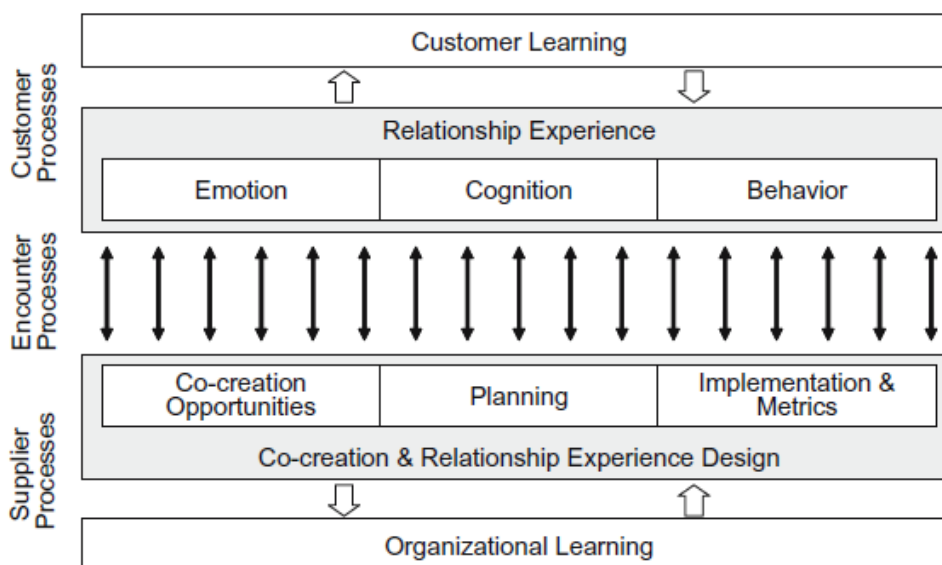 Customer Learning
Customer
Processes
Relationship Experience
Emotion
Cognition
Behavior
Encounter
Processes
Supplier
Processes
Co-creation
Opportunities
Planning
Implementation &
Metrics
Co-creation & Relationship Experience Design
Organizational Learning